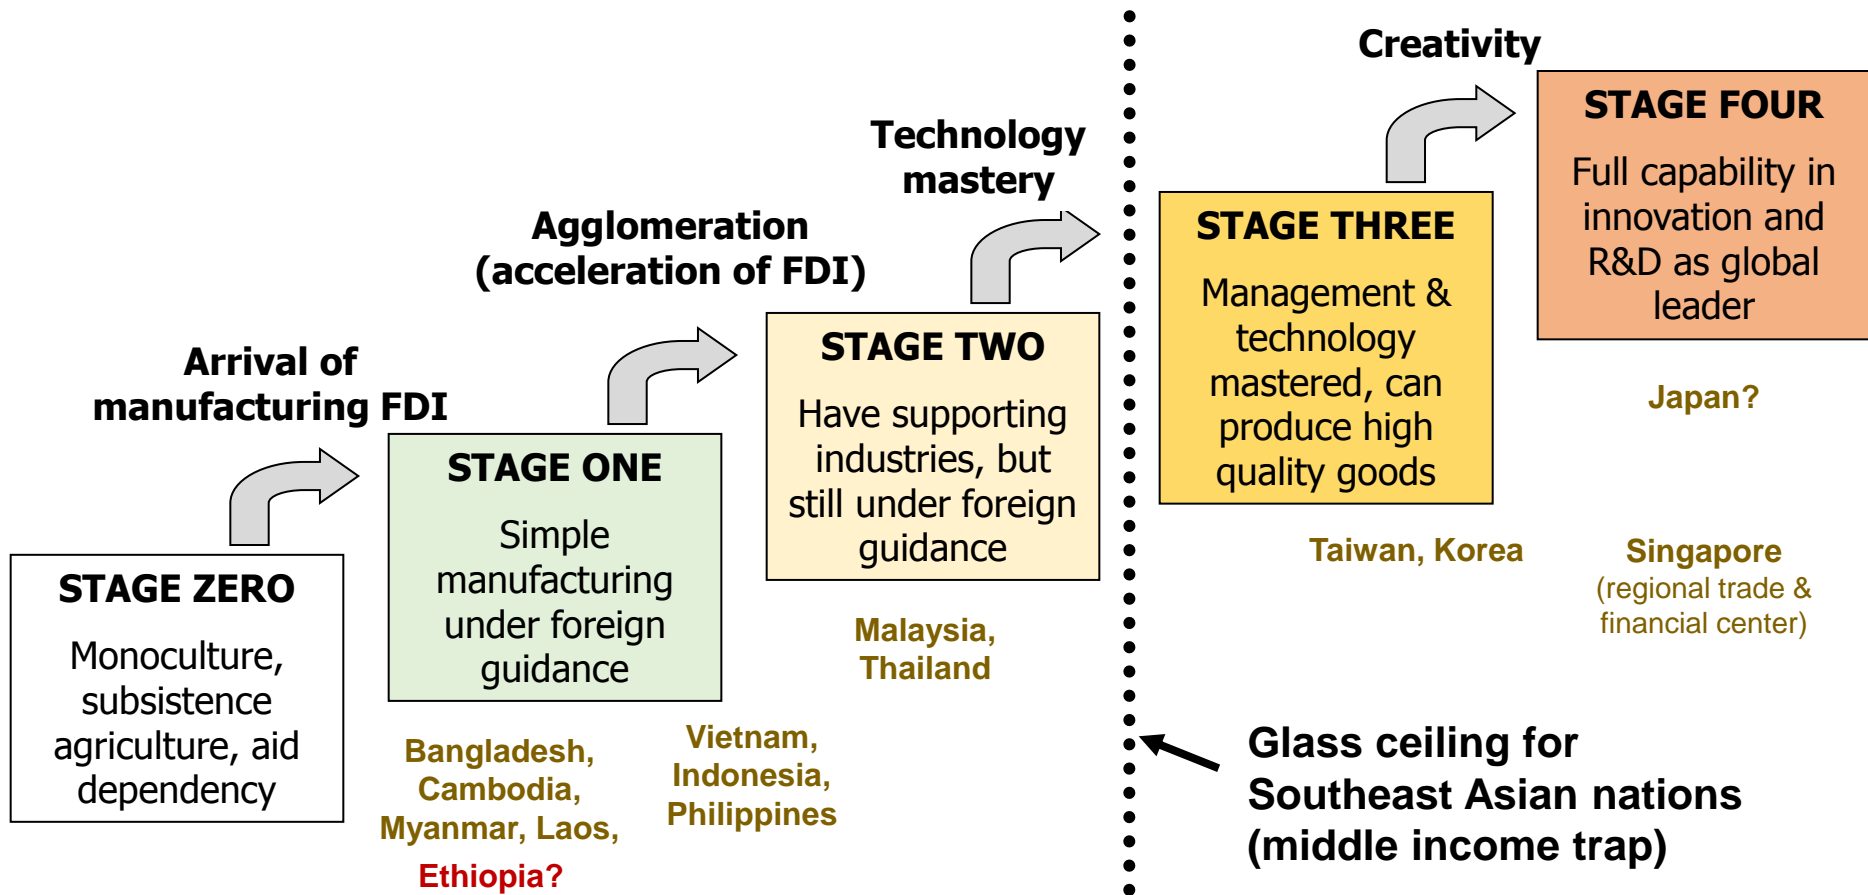 STAGE ZERO
Monoculture,
subsistence
agriculture, aid
dependency
Arrival of
manufacturing FDI
STAGE ONE
Simple
manufacturing
under foreign
guidance
Bangladesh,
Cambodia,
Myanmar, Laos,
Ethiopia?
Vietnam,
Indonesia,
Philippines
Agglomeration
(acceleration of FDI)
STAGE TWO
Have supporting
industries, but
still under foreign
guidance
Malaysia,
Thailand
Technology
mastery
STAGE THREE
Management &
technology
mastered, can
produce high
quality goods
Taiwan, Korea
Creativity
STAGE FOUR
Full capability in
innovation and
R&D as global
leader
Japan?
Singapore
(regional trade &
financial center)
Glass ceiling for
Southeast Asian nations
(middle income trap)